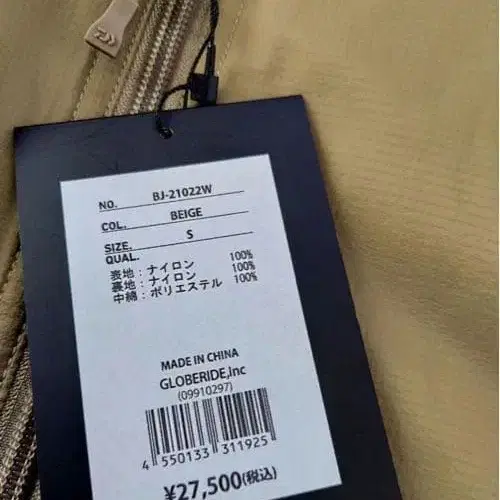 NO. BJ-21022W
COL. BEIGE
SIZE. S
QUAL.
表地：ナイロン 100%
裏地：ナイロン 100%
中綿：ポリエステル 100%
MADE IN CHINA
GLOBERIDE,Inc
(09910297)
4 550133 311925
¥27,500(税込)